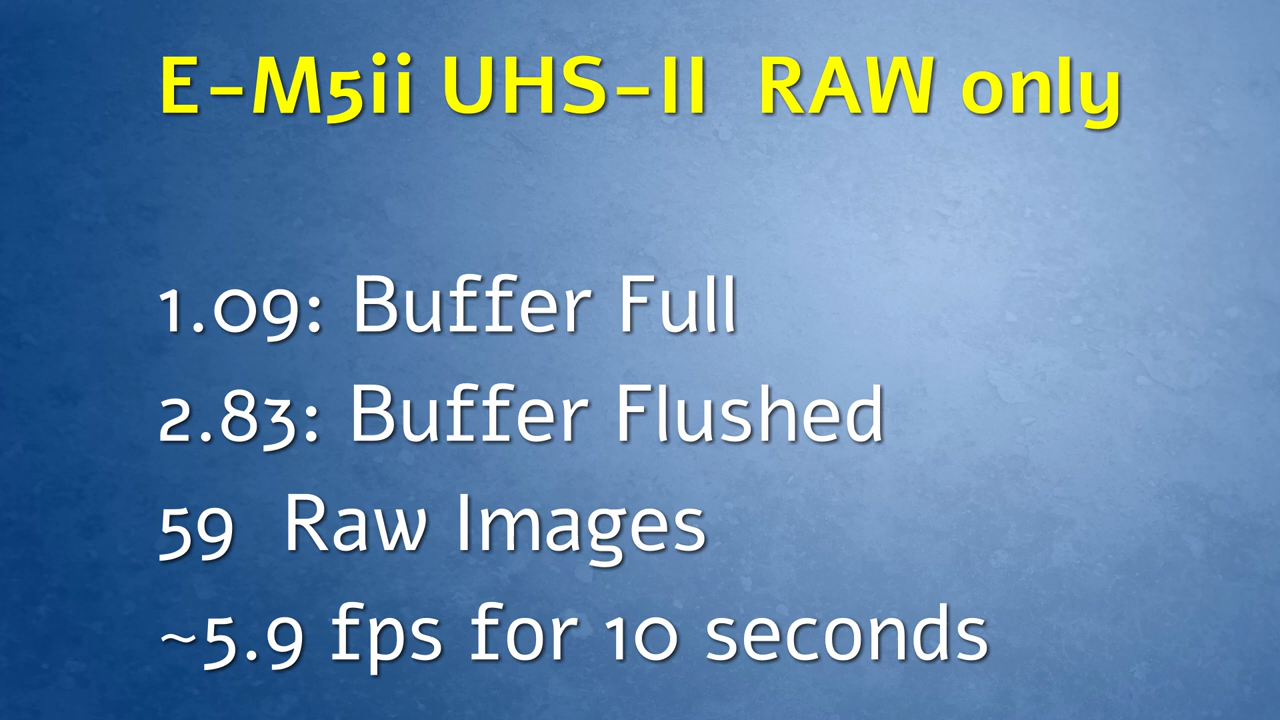 E-M5ii UHS-II RAW only
1.09: Buffer Full
2.83: Buffer Flushed
59 Raw Images
~5.9 fps for 10 seconds